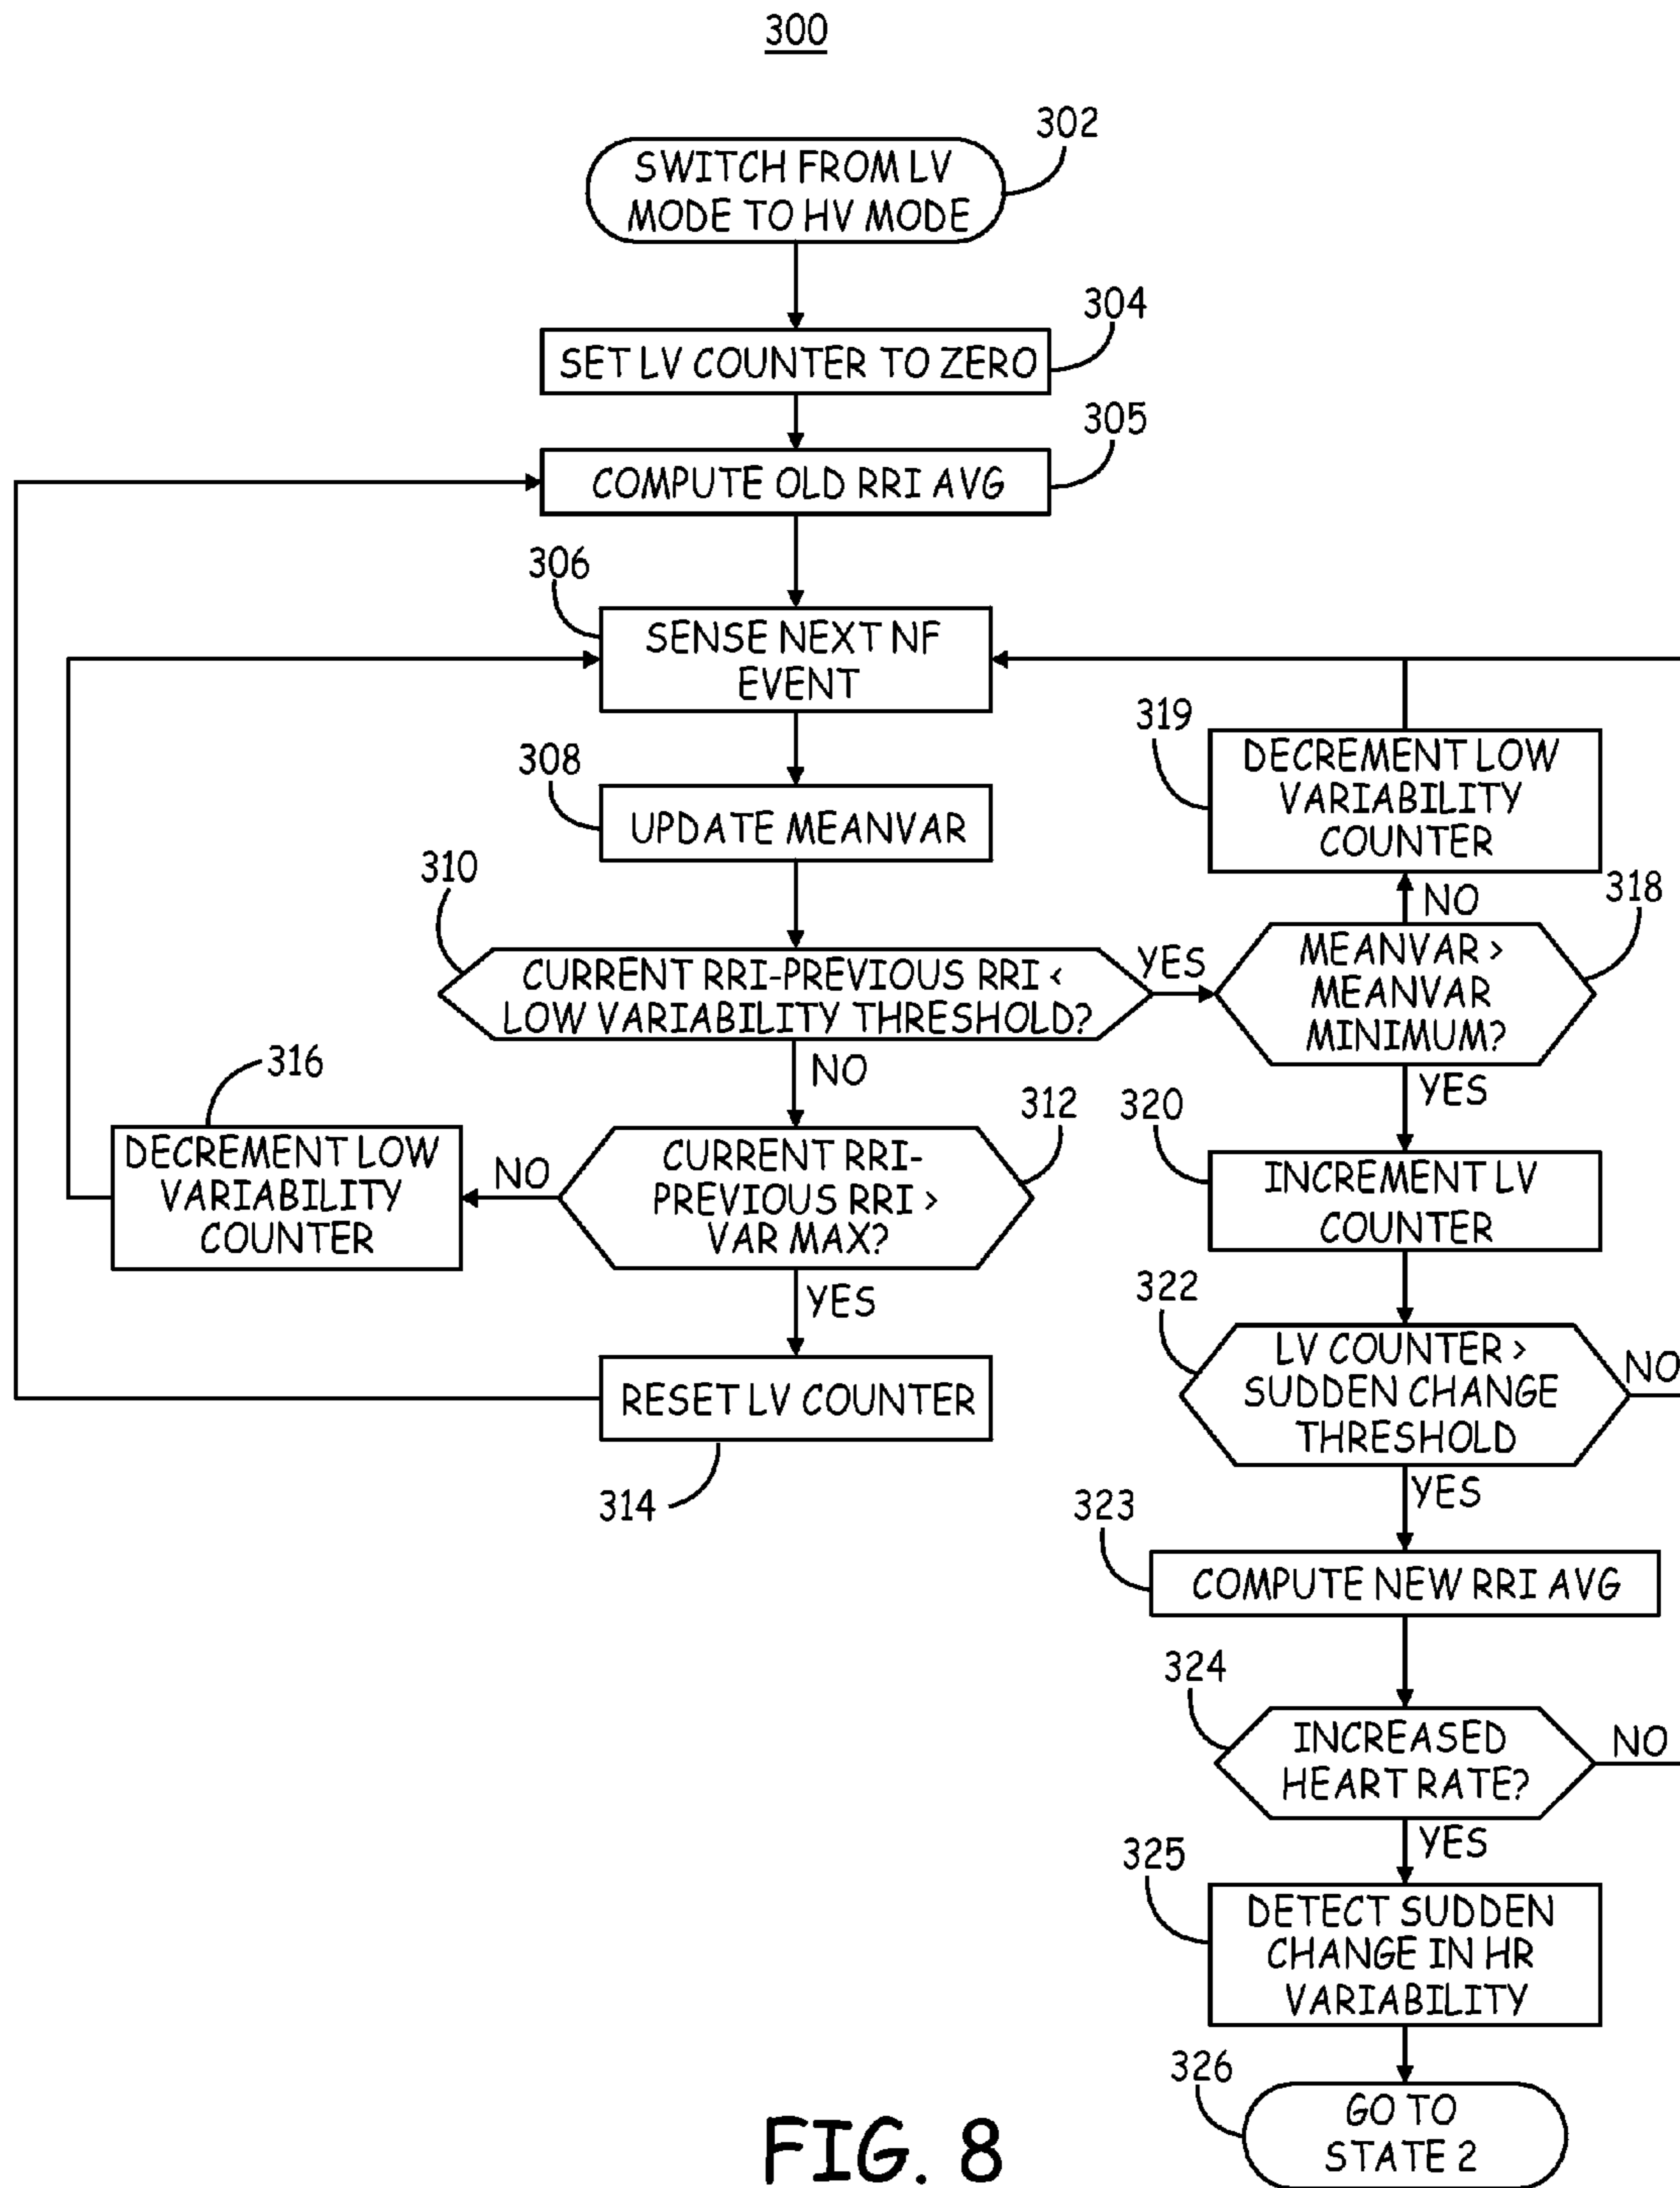 300
302
SWITCH FROM LV
MODE TO HV MODE
304
SET LV COUNTER TO ZERO
305
COMPUTE OLD RRI AVG
306
SENSE NEXT NF
EVENT
308
UPDATE MEANVAR
310
CURRENT RRI-PREVIOUS RRI <
LOW VARIABILITY THRESHOLD?
YES
NO
319
DECREMENT LOW
VARIABILITY
COUNTER
NO
318
MEANVAR >
MEANVAR
MINIMUM?
YES
316
DECREMENT LOW
VARIABILITY
COUNTER
NO
312
CURRENT RRI-
PREVIOUS RRI >
VAR MAX?
YES
RESET LV COUNTER
314
320
INCREMENT LV
COUNTER
322
LV COUNTER >
SUDDEN CHANGE
THRESHOLD
NO
YES
323
COMPUTE NEW RRI AVG
324
INCREASED
HEART RATE?
NO
YES
325
DETECT SUDDEN
CHANGE IN HR
VARIABILITY
326
GO TO
STATE 2
FIG. 8